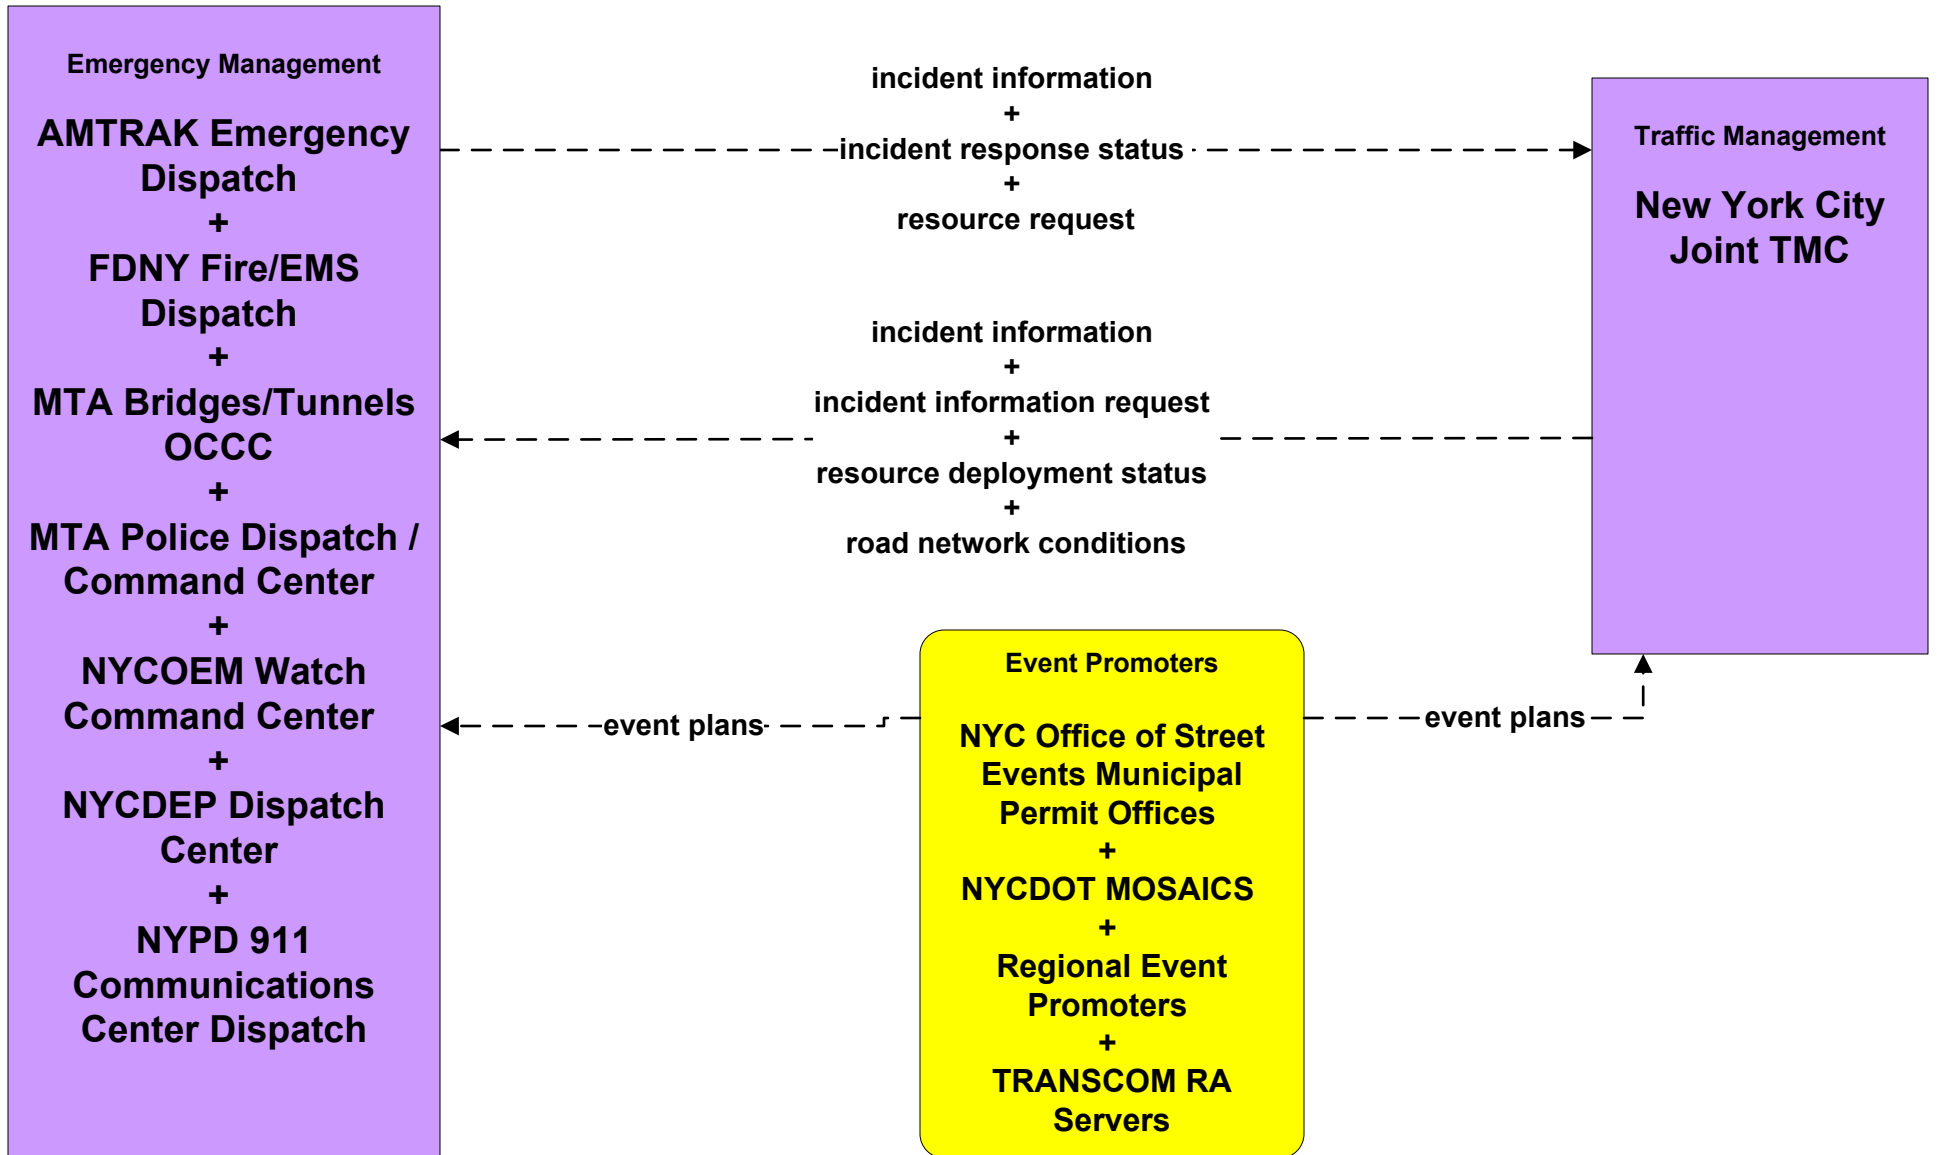 Emergency Management
AMTRAK Emergency
Dispatch
+
FDNY Fire/EMS
Dispatch
+
MTA Bridges/Tunnels
OCCC
+
MTA Police Dispatch /
Command Center
+
NYCOEM Watch
Command Center
+
NYCDEP Dispatch
Center
+
NYPD 911
Communications
Center Dispatch
incident information
+
incident response status
+
resource request
incident information
+
incident information request
+
resource deployment status
+
road network conditions
event plans
Event Promoters
NYC Office of Street
Events Municipal
Permit Offices
+
NYCDOT MOSAICS
+
Regional Event
Promoters
+
TRANSCOM RA
Servers
event plans
Traffic Management
New York City
Joint TMC